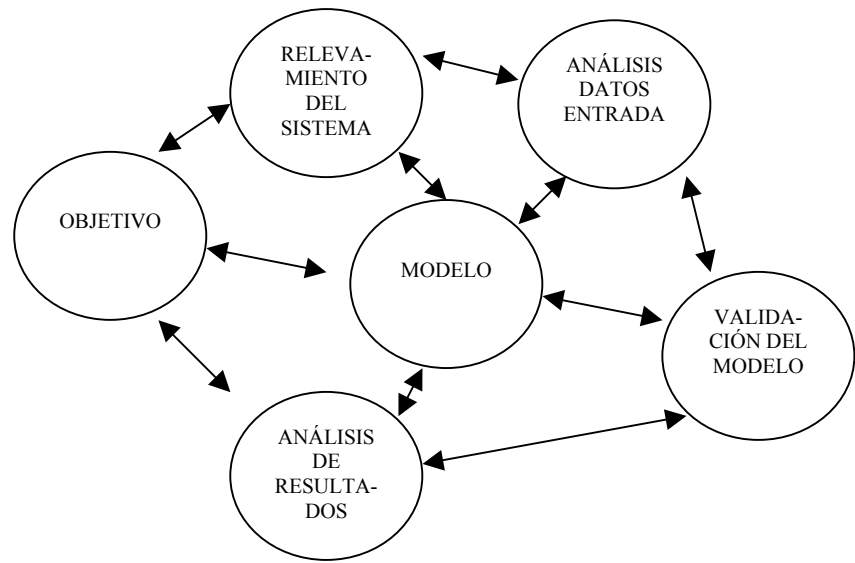 RELEVA-
MIENTO
DEL
SISTEMA
ANÁLISIS
DATOS
ENTRADA
OBJETIVO
MODELO
VALIDA-
CIÓN DEL
MODELO
ANÁLISIS
DE
RESULTA-
DOS